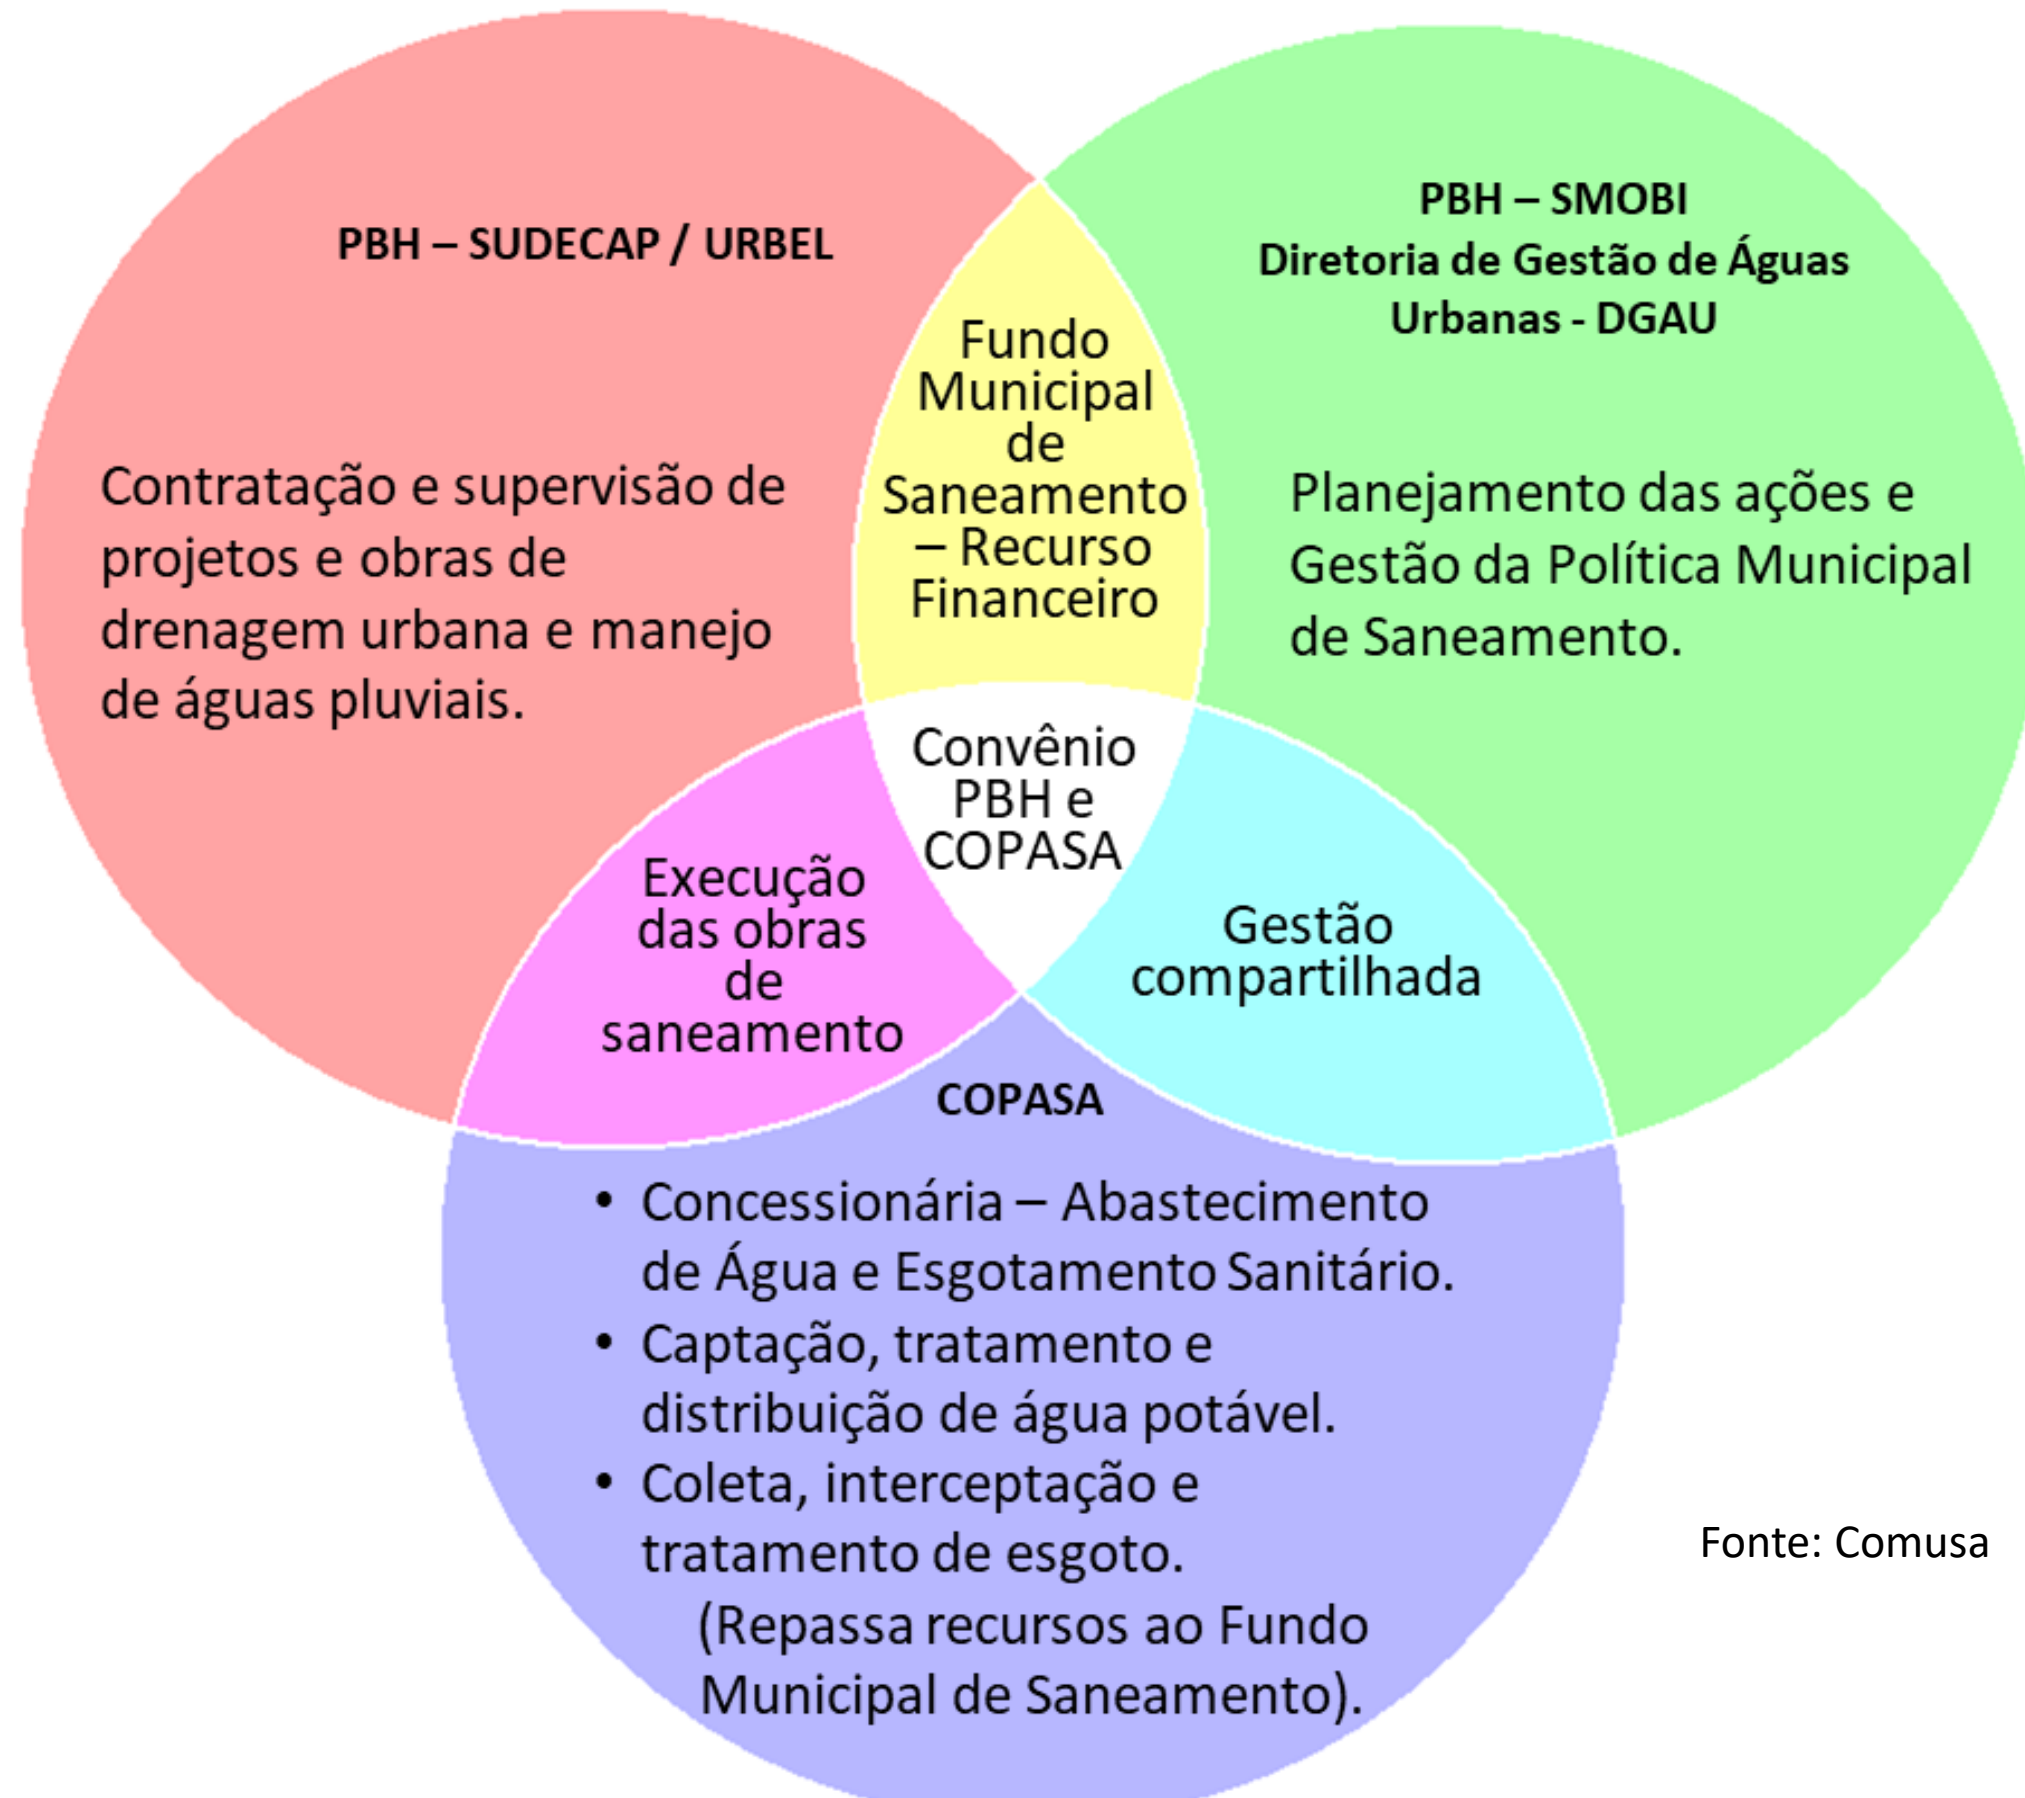 PBH – SUDECAP / URBEL
Contratação e supervisão de
projetos e obras de
drenagem urbana e manejo
de águas pluviais.
Fundo
Municipal
de
Saneamento
– Recurso
Financeiro
PBH – SMOBI
Diretoria de Gestão de Águas
Urbanas - DGAU
Planejamento das ações e
Gestão da Política Municipal
de Saneamento.
Convênio
PBH e
COPASA
Execução
das obras
de
saneamento
Gestão
compartilhada
COPASA
• Concessionária – Abastecimento
de Água e Esgotamento Sanitário.
• Captação, tratamento e
distribuição de água potável.
• Coleta, interceptação e
tratamento de esgoto.
(Repassa recursos ao Fundo
Municipal de Saneamento).
Fonte: Comusa